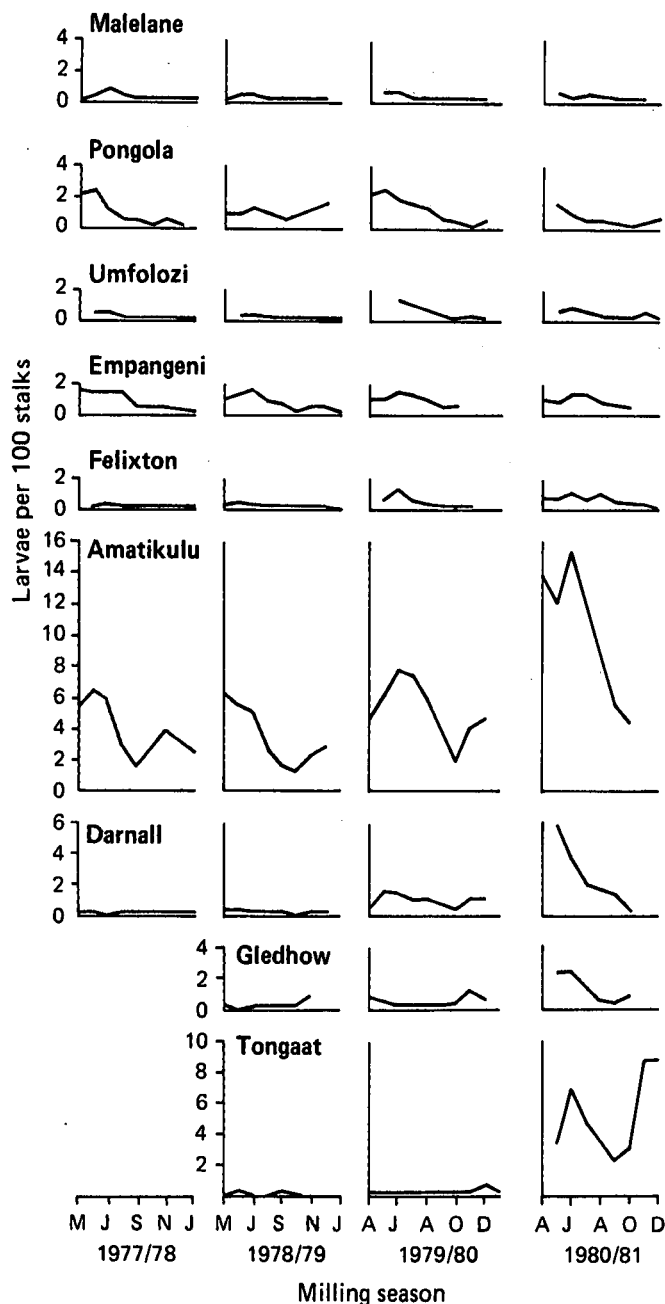 Malelane
4
2
0
Pongola
4
2
0
Umfolozi
2
0
Empangeni
2
0
Felixton
2
0
Larvae per 100 stalks
Amatikulu
16
14
12
10
8
6
4
2
0
Darnall
6
4
2
0
Gledhow
4
2
0
Tongaat
10
8
6
4
2
M J S N J M J S N J A J A O D A J A O D
1977/78 1978/79 1979/80 1980/81
Milling season